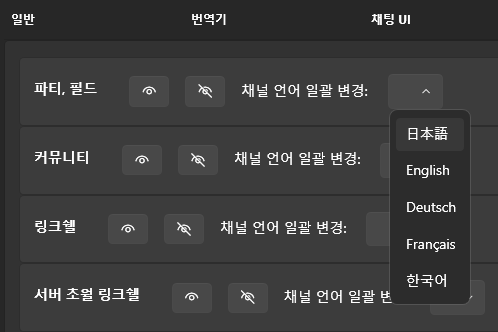 일반 번역기 채팅 UI
파티, 필드 채널 언어 일괄 변경:
日本語
커뮤니티 채널 언어 일괄 변경:
English
Deutsch
링크쉘 채널 언어 일괄 변경:
Français
한국어
서버 초월 링크쉘 채널 언어 일괄 변